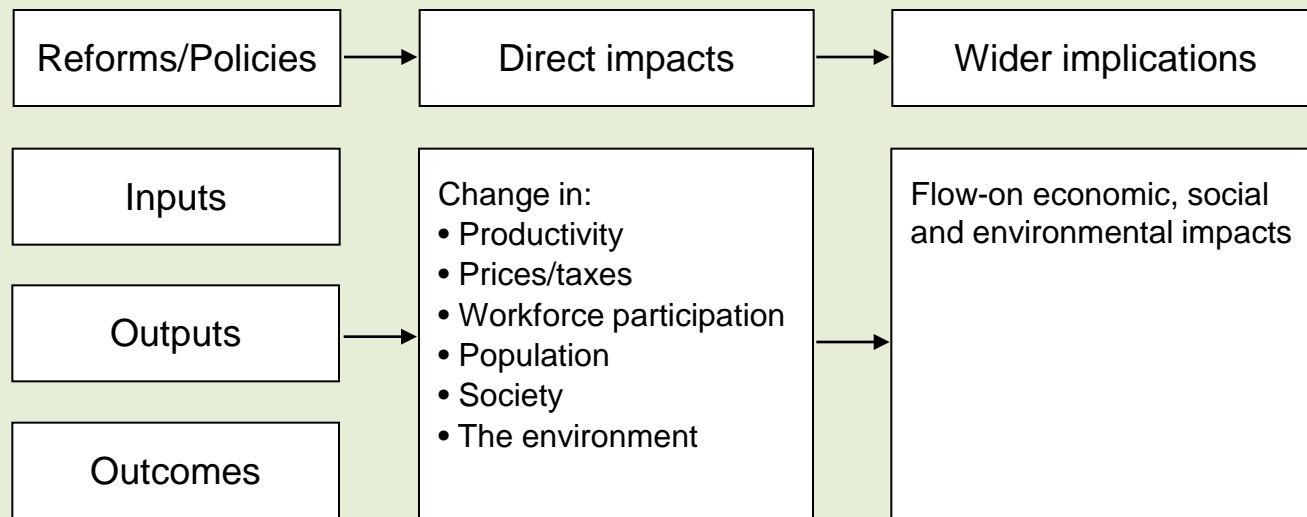 Reforms/Policies
Direct impacts
Wider implications
Inputs
Outputs
Outcomes
Change in:
• Productivity
• Prices/taxes
• Workforce participation
• Population
• Society
• The environment
Flow-on economic, social
and environmental impacts